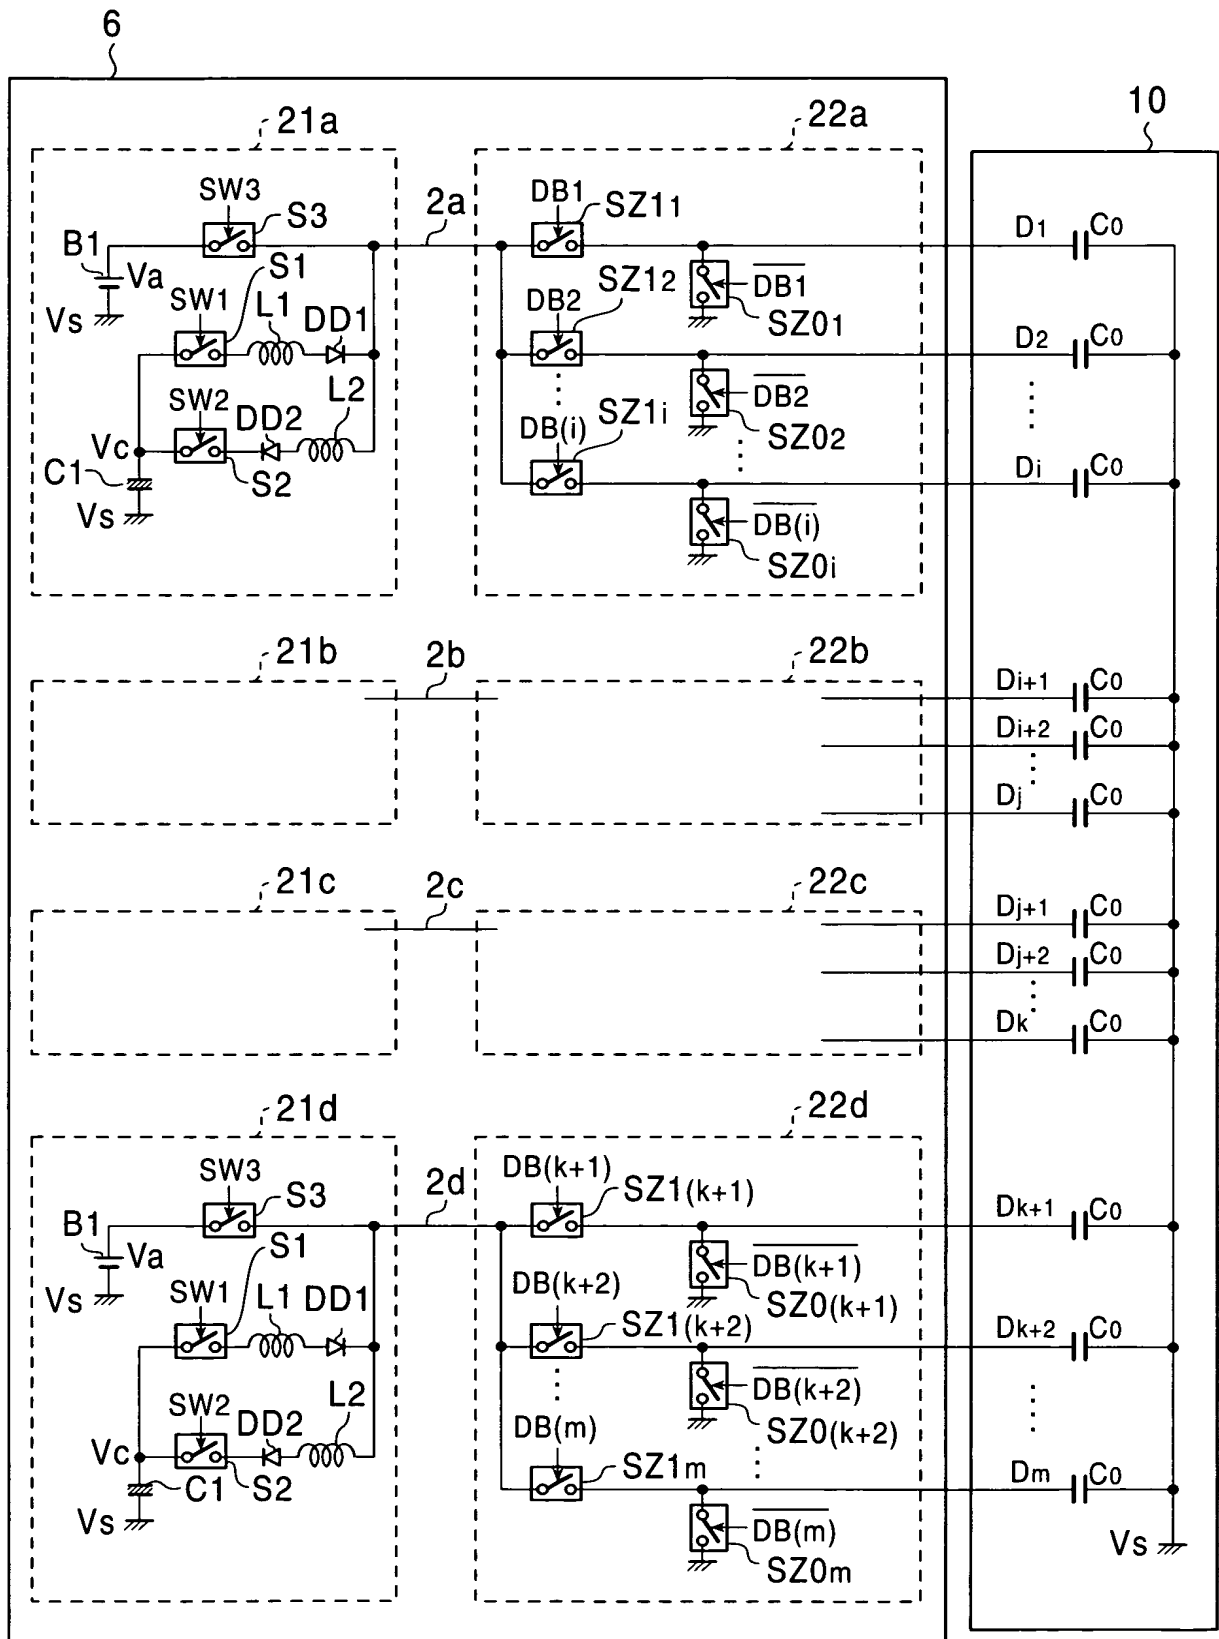 6
10
21a
22a
SW3
S3
2a
DB1
SZ11
D1
C0
B1
Va
Vs
S1
SW1
L1
DD1
DB2
SZ12
DB1
SZ01
D2
C0
SW2
DD2
L2
Vc
S2
C1
Vs
DB(i)
SZ1i
DB2
SZ02
Di
C0
DB(i)
SZ0i
21b
2b
22b
Di+1
C0
Di+2
C0
Dj
C0
21c
2c
22c
Dj+1
C0
Dj+2
C0
Dk
C0
21d
22d
SW3
S3
2d
DB(k+1)
SZ1(k+1)
Dk+1
C0
B1
Va
Vs
S1
SW1
L1
DD1
DB(k+2)
SZ1(k+2)
DB(k+1)
SZ0(k+1)
Dk+2
C0
SW2
DD2
L2
Vc
S2
C1
Vs
DB(m)
SZ1m
DB(k+2)
SZ0(k+2)
Dm
C0
DB(m)
SZ0m
Vs